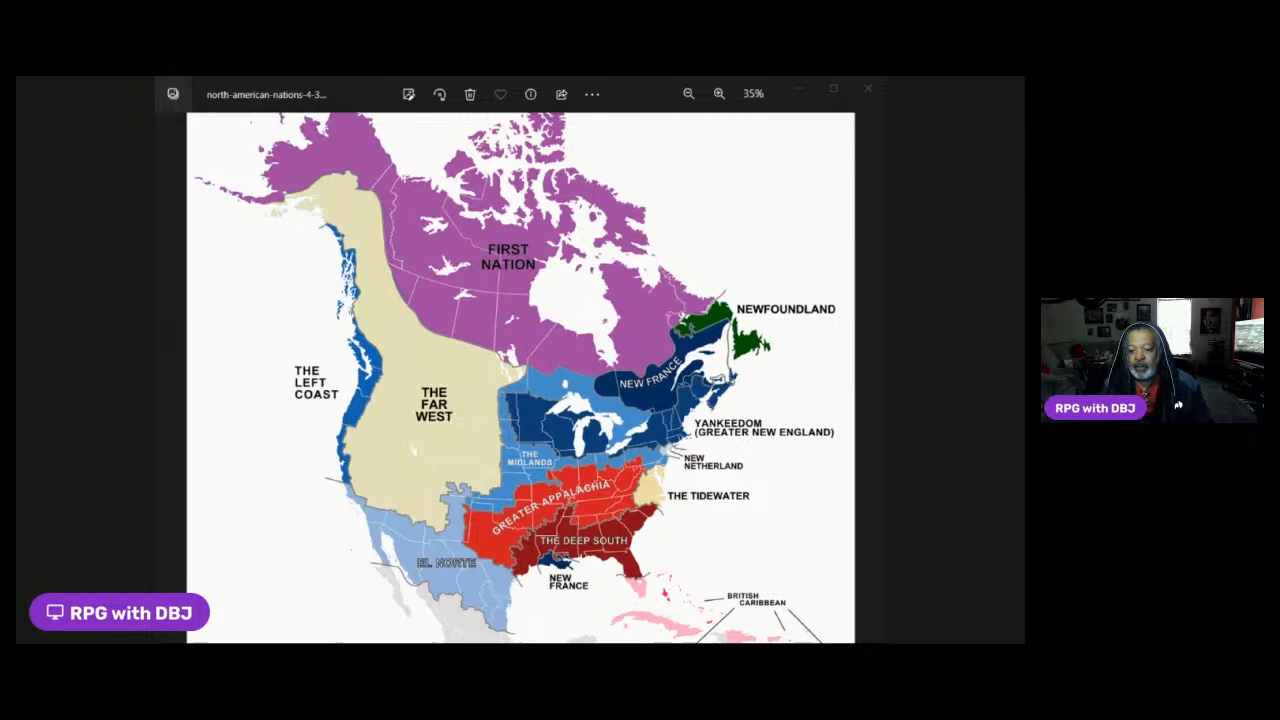 north-american-nations-4-3...
35%
FIRST
NATION
NEWFOUNDLAND
THE
LEFT
COAST
THE
FAR
WEST
NEW FRANCE
YANKEEDOM
(GREATER NEW ENGLAND)
THE
MIDLANDS
NEW
NETHERLAND
GREATER APPALACHIA
THE TIDEWATER
THE DEEP SOUTH
EL NORTE
NEW
FRANCE
BRITISH
CARIBBEAN
RPG with DBJ
RPG with DBJ